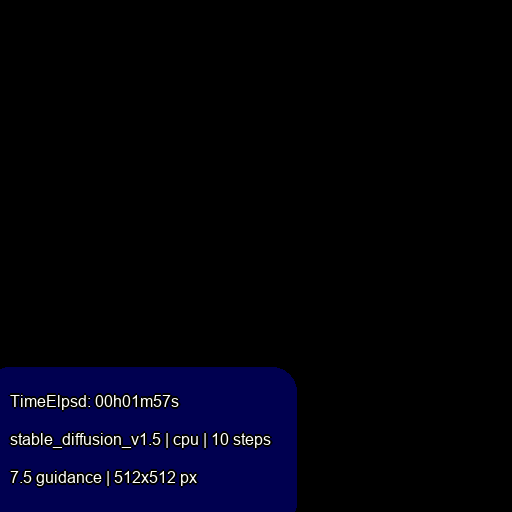 TimeElpsd: 00h01m57s
stable_diffusion_v1.5 | cpu | 10 steps
7.5 guidance | 512x512 px